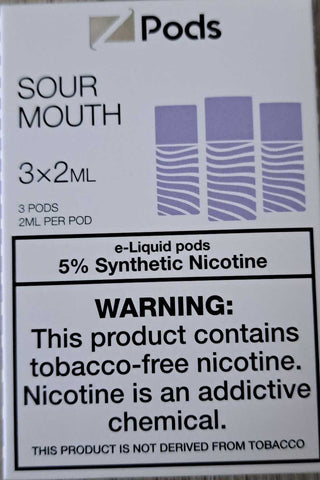 Z Pods
SOUR
MOUTH
3×2ML
3 PODS
2ML PER POD
e-Liquid pods
5% Synthetic Nicotine
WARNING:
This product contains
tobacco-free nicotine.
Nicotine is an addictive
chemical.
THIS PRODUCT IS NOT DERIVED FROM TOBACCO